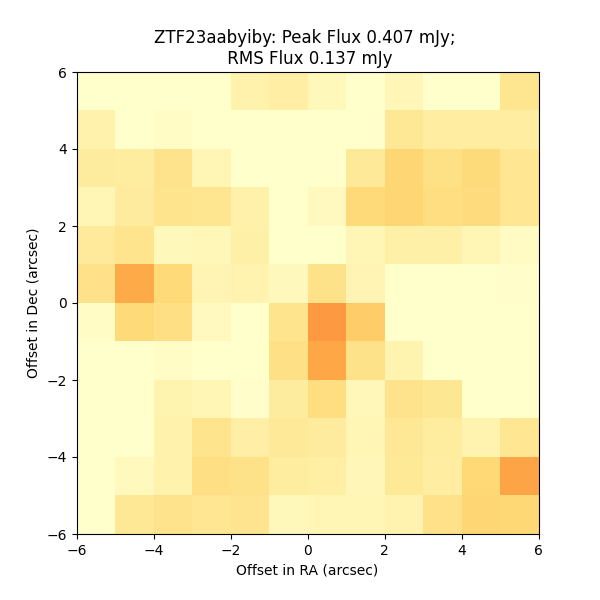 ZTF23aabyiby: Peak Flux 0.407 mJy;
RMS Flux 0.137 mJy
6
4
2
0
−2
−4
−6
Offset in Dec (arcsec)
−6 −4 −2 0 2 4 6
Offset in RA (arcsec)